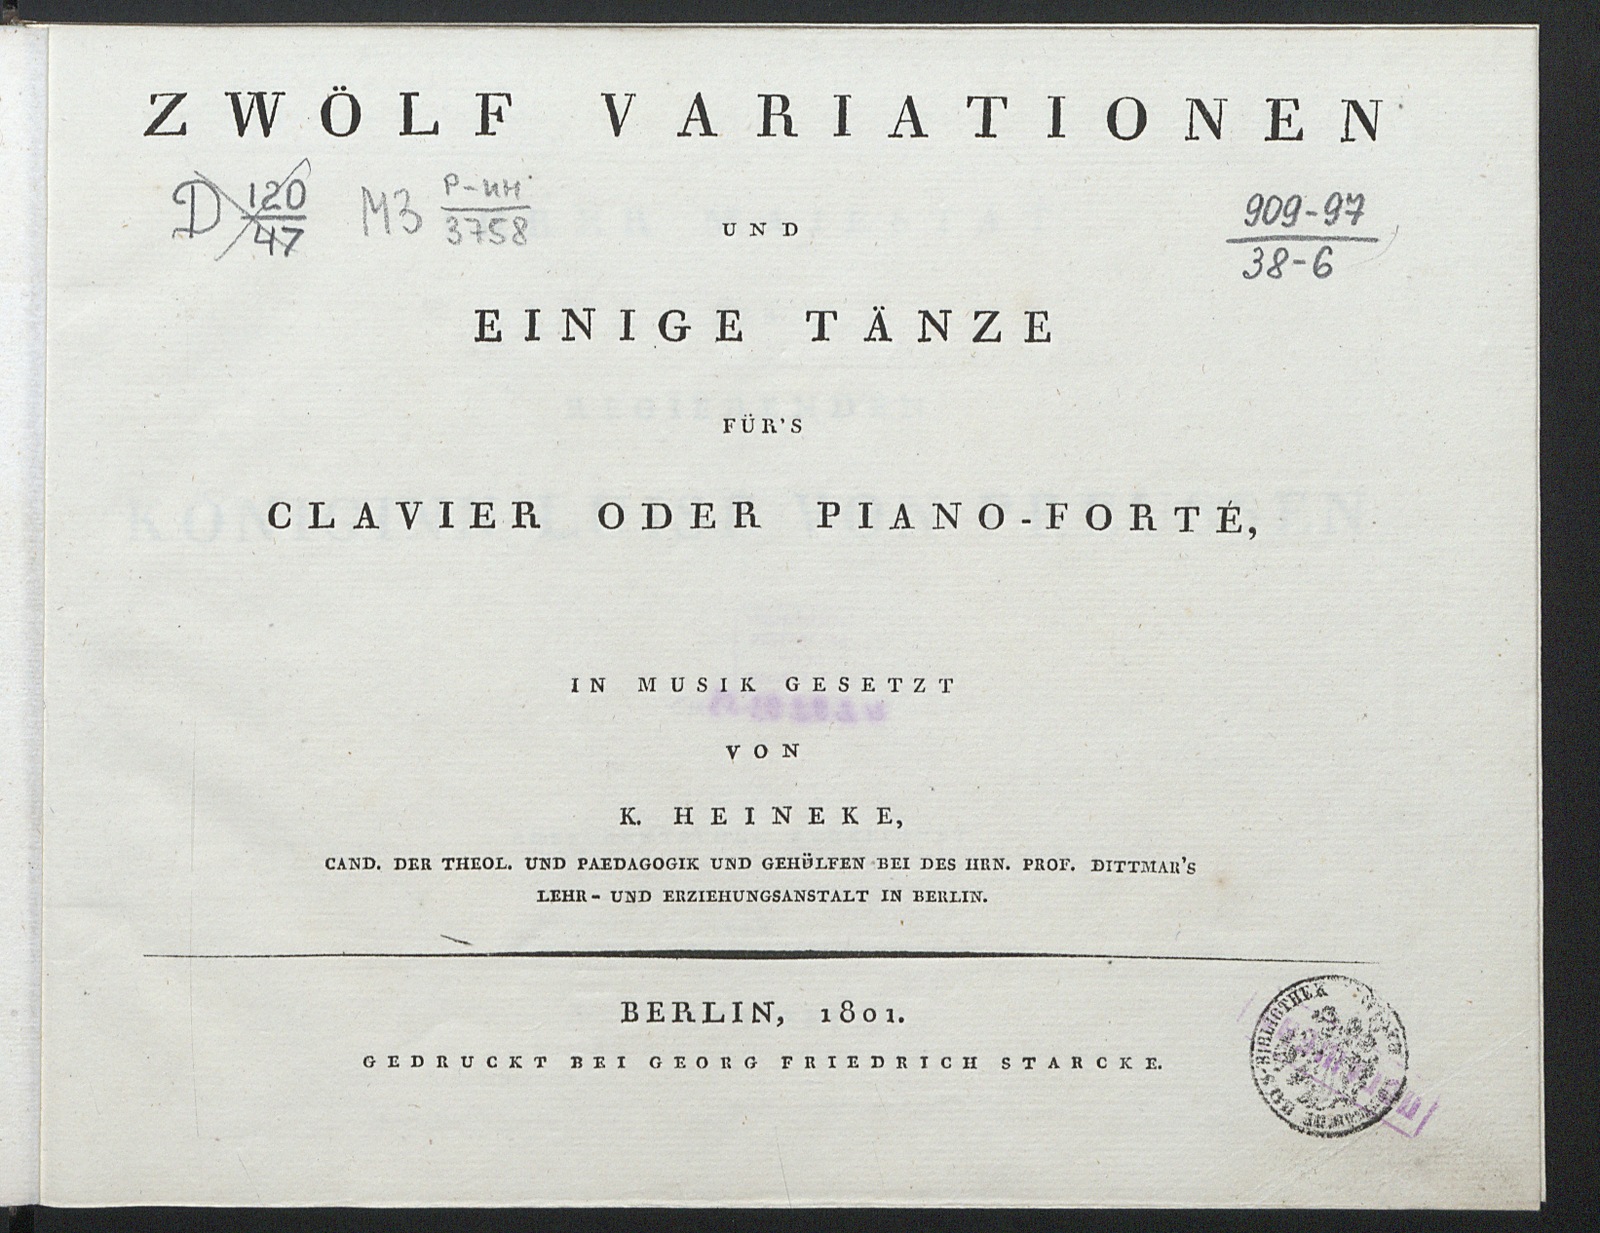 ZWÖLF VARIATIONEN
D 120/47 МЗ Р-ин/3758
UND
909-97/38-6
EINIGE TÄNZE
FÜR'S
CLAVIER ODER PIANO-FORTÉ,
IN MUSIK GESETZT
VON
K. HEINEKE,
CAND. DER THEOL. UND PAEDAGOGIK UND GEHÜLFEN BEI DES HRN. PROF. DITTMAR'S
LEHR- UND ERZIEHUNGSANSTALT IN BERLIN.
BERLIN, 1801.
GEDRUCKT BEI GEORG FRIEDRICH STARCKE.
BIBLIOTHEK